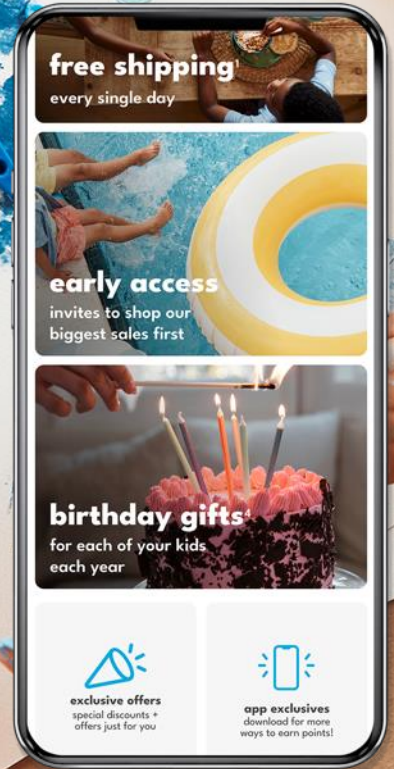 free shipping¹
every single day
early access
invites to shop our
biggest sales first
birthday gifts⁴
for each of your kids
each year
exclusive offers
special discounts +
offers just for you
app exclusives
download for more
ways to earn points!